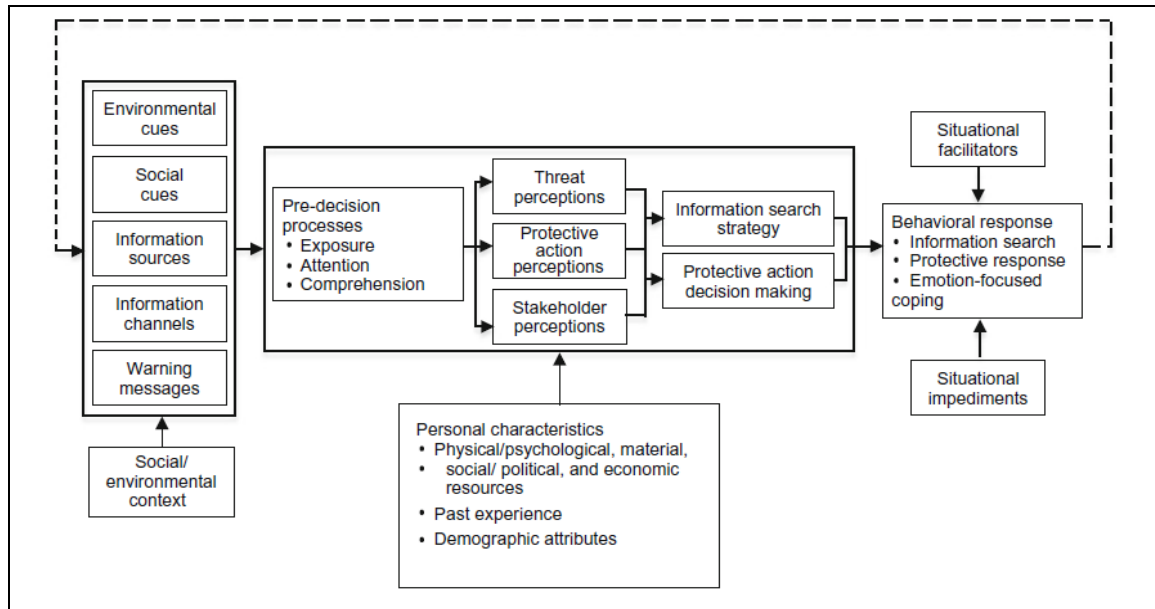 Environmental
cues
Social
cues
Information
sources
Information
channels
Warning
messages
Social/
environmental
context
Pre-decision
processes
• Exposure
• Attention
• Comprehension
Threat
perceptions
Protective
action perceptions
Stakeholder
perceptions
Information search
strategy
Protective action
decision making
Personal characteristics
• Physical/psychological, material,
• social/ political, and economic
resources
• Past experience
• Demographic attributes
Situational
facilitators
Behavioral response
• Information search
• Protective response
• Emotion-focused
coping
Situational
impediments